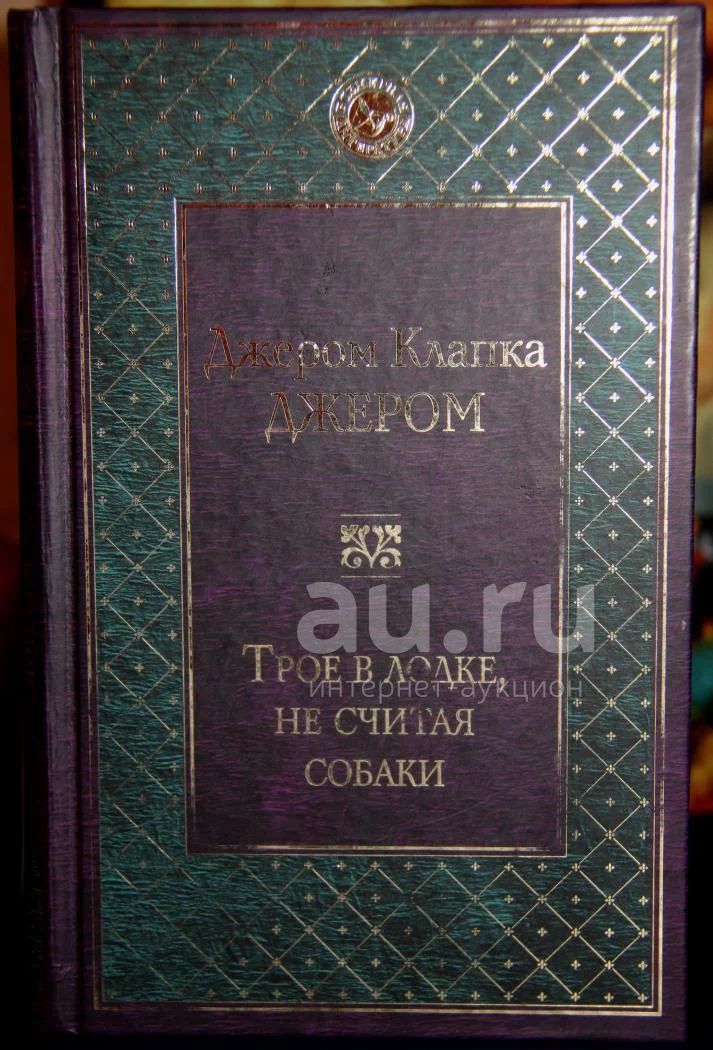 Джером Клапка
ДЖЕРОМ
au.ru
интернет-аукцион
Трое в лодке,
не считая
собаки